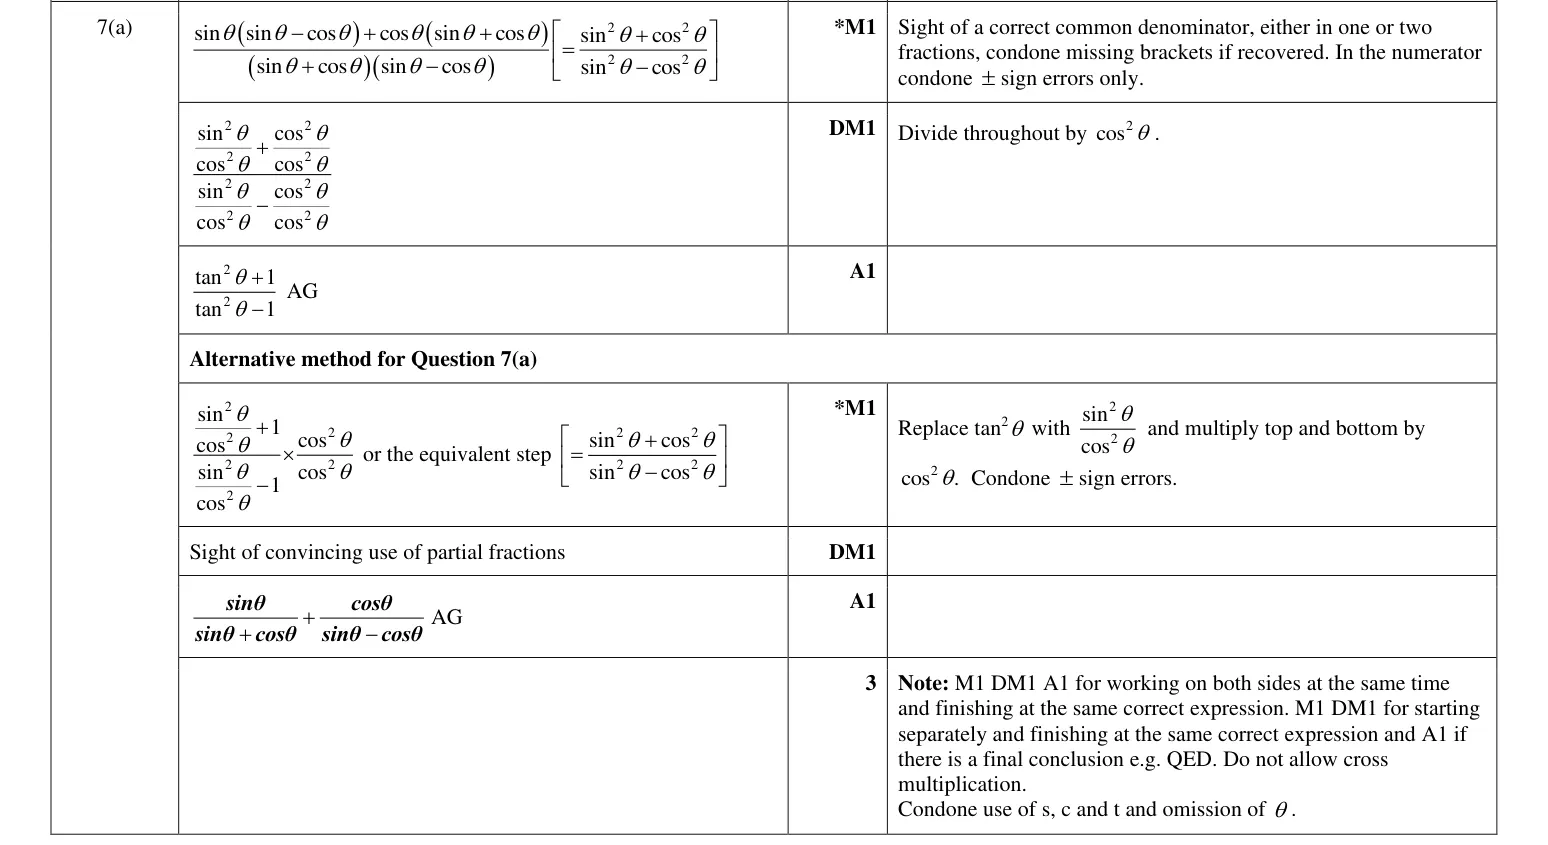 7(a)
sin θ(sin θ − cos θ) + cos θ(sin θ + cos θ) / (sin θ + cos θ)(sin θ − cos θ) [= sin² θ + cos² θ / sin² θ − cos² θ]
*M1
Sight of a correct common denominator, either in one or two
fractions, condone missing brackets if recovered. In the numerator
condone ± sign errors only.
(sin² θ / cos² θ + cos² θ / cos² θ) / (sin² θ / cos² θ − cos² θ / cos² θ)
DM1
Divide throughout by cos² θ .
tan² θ + 1 / tan² θ − 1 AG
A1
Alternative method for Question 7(a)
(sin² θ / cos² θ + 1) / (sin² θ / cos² θ − 1) × cos² θ / cos² θ or the equivalent step [= sin² θ + cos² θ / sin² θ − cos² θ]
*M1
Replace tan² θ with sin² θ / cos² θ and multiply top and bottom by
cos² θ. Condone ± sign errors.
Sight of convincing use of partial fractions
DM1
sinθ / sinθ + cosθ + cosθ / sinθ − cosθ AG
A1
3
Note: M1 DM1 A1 for working on both sides at the same time
and finishing at the same correct expression. M1 DM1 for starting
separately and finishing at the same correct expression and A1 if
there is a final conclusion e.g. QED. Do not allow cross
multiplication.
Condone use of s, c and t and omission of θ .